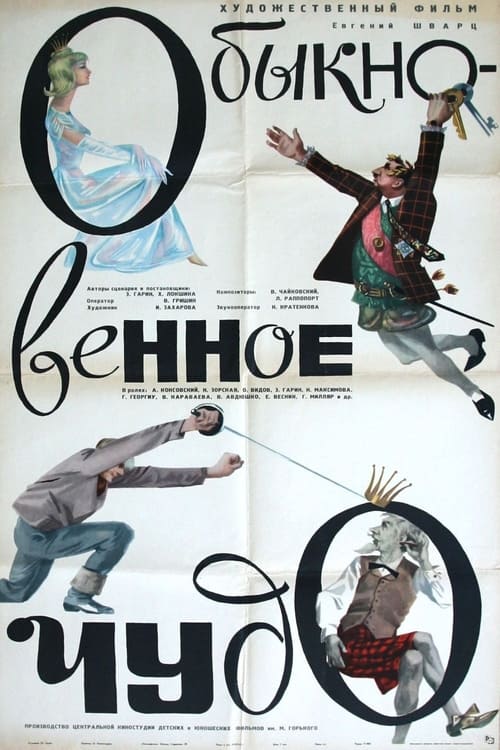 ХУДОЖЕСТВЕННЫЙ ФИЛЬМ
Евгений ШВАРЦ
Обыкно-
венное
чудо
Авторы сценария и постановщики:
Э. ГАРИН, Х. ЛОКШИНА
Оператор В. ГРИШИН
Художник И. ЗАХАРОВА
Композиторы: В. ЧАЙКОВСКИЙ,
Л. РАППОПОРТ
Звукооператор Н. КРАТЕНКОВА
В ролях: А. КОНСОВСКИЙ, Н. ЗОРСКАЯ, О. ВИДОВ, Э. ГАРИН, К. МАКСИМОВА,
Г. ГЕОРГИУ, В. КАРАВАЕВА, В. АВДЮШКО, Е. ВЕСНИК, Г. МИЛЛЯР и др.
ПРОИЗВОДСТВО ЦЕНТРАЛЬНОЙ КИНОСТУДИИ ДЕТСКИХ И ЮНОШЕСКИХ ФИЛЬМОВ ИМ. М. ГОРЬКОГО